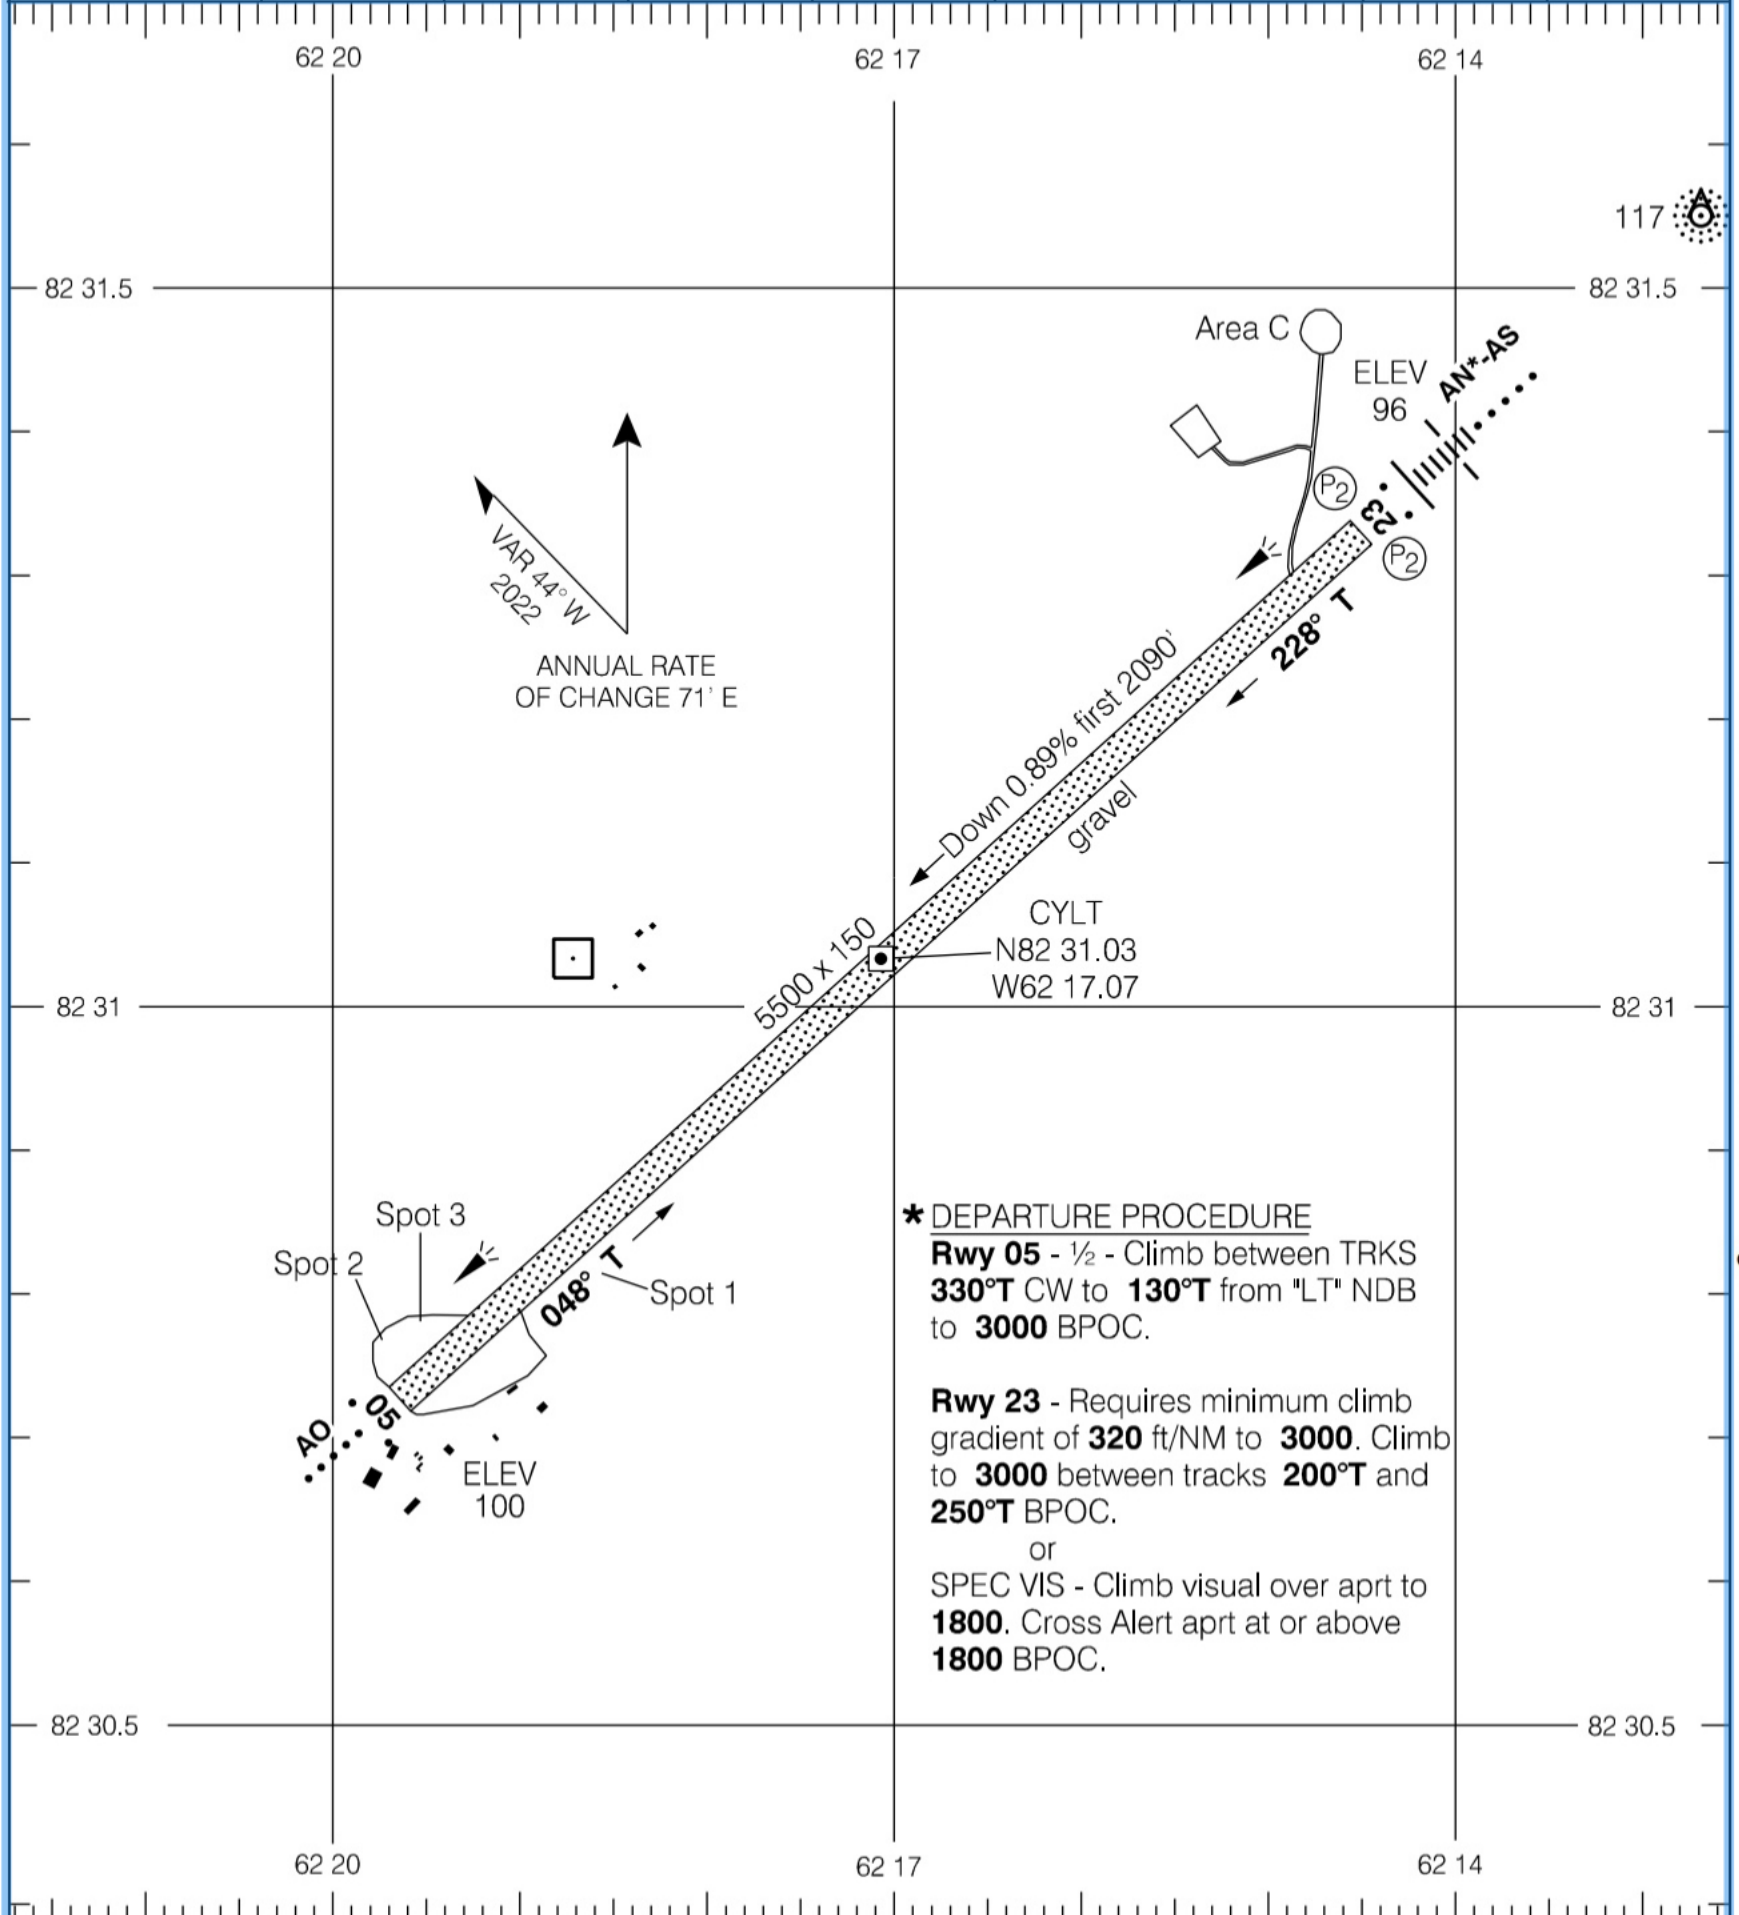 62 20
62 17
62 14
117
82 31.5
82 31.5
Area C
ELEV
96
AN*-AS
P2
23
P2
VAR 44° W
2022
ANNUAL RATE
OF CHANGE 71' E
228° T
Down 0.89% first 2090'
gravel
5500 x 150
CYLT
N82 31.03
W62 17.07
82 31
82 31
Spot 3
Spot 2
048° T
Spot 1
05
AO
ELEV
100
* DEPARTURE PROCEDURE
Rwy 05 - ½ - Climb between TRKS
330°T CW to 130°T from "LT" NDB
to 3000 BPOC.
Rwy 23 - Requires minimum climb
gradient of 320 ft/NM to 3000. Climb
to 3000 between tracks 200°T and
250°T BPOC.
or
SPEC VIS - Climb visual over aprt to
1800. Cross Alert aprt at or above
1800 BPOC.
82 30.5
82 30.5
62 20
62 17
62 14